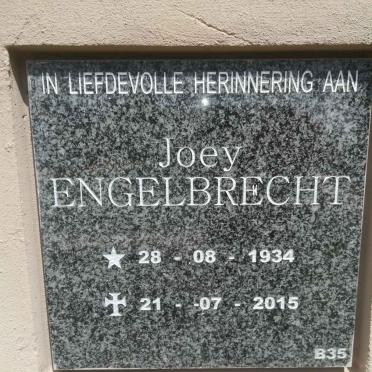 IN LIEFDEVOLLE HERINNERING AAN
Joey
ENGELBRECHT
28 - 08 - 1934
21 - -07 - 2015
B35